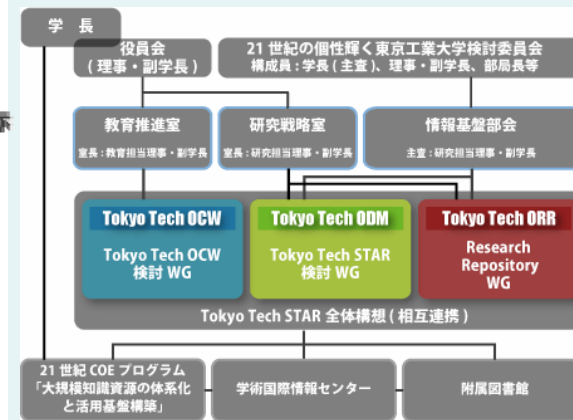 学 長
役員会
( 理事・副学長 )
21 世紀の個性輝く東京工業大学検討委員会
構成員 : 学長 ( 主査 )、理事・副学長、部局長等
教育推進室
室長 : 教育担当理事・副学長
研究戦略室
室長 : 研究担当理事・副学長
情報基盤部会
主査 : 研究担当理事・副学長
Tokyo Tech OCW
Tokyo Tech OCW
検討 WG
Tokyo Tech ODM
Tokyo Tech STAR
検討 WG
Tokyo Tech ORR
Research
Repository
WG
Tokyo Tech STAR 全体構想 ( 相互連携 )
21 世紀 COE プログラム
「大規模知識資源の体系化
と活用基盤構築」
学術国際情報センター
附属図書館